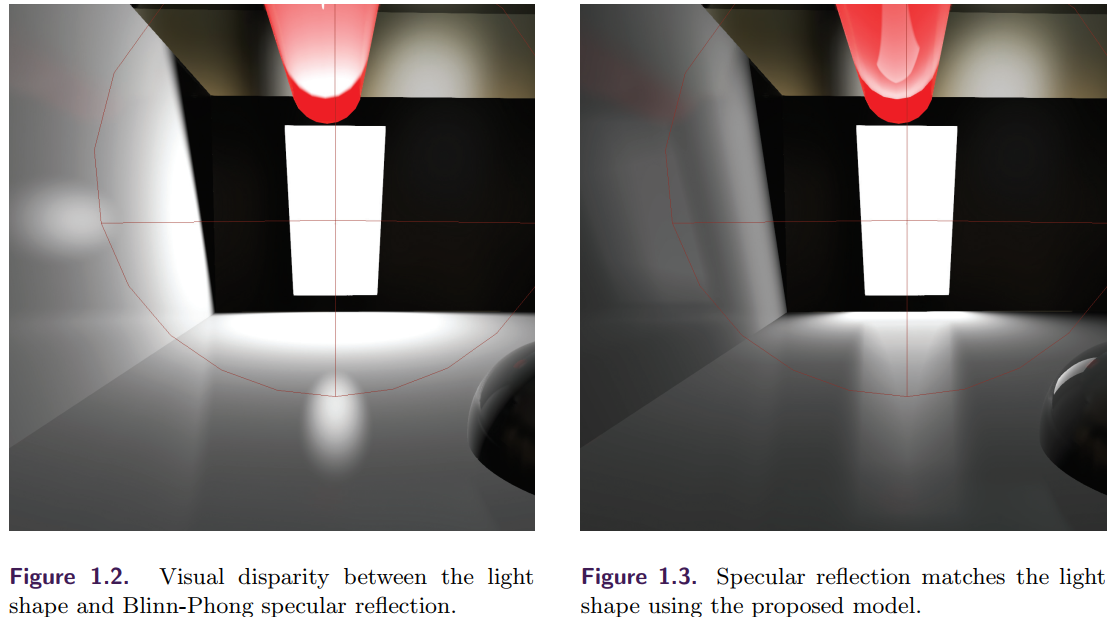 Figure 1.2. Visual disparity between the light
shape and Blinn-Phong specular reflection.
Figure 1.3. Specular reflection matches the light
shape using the proposed model.